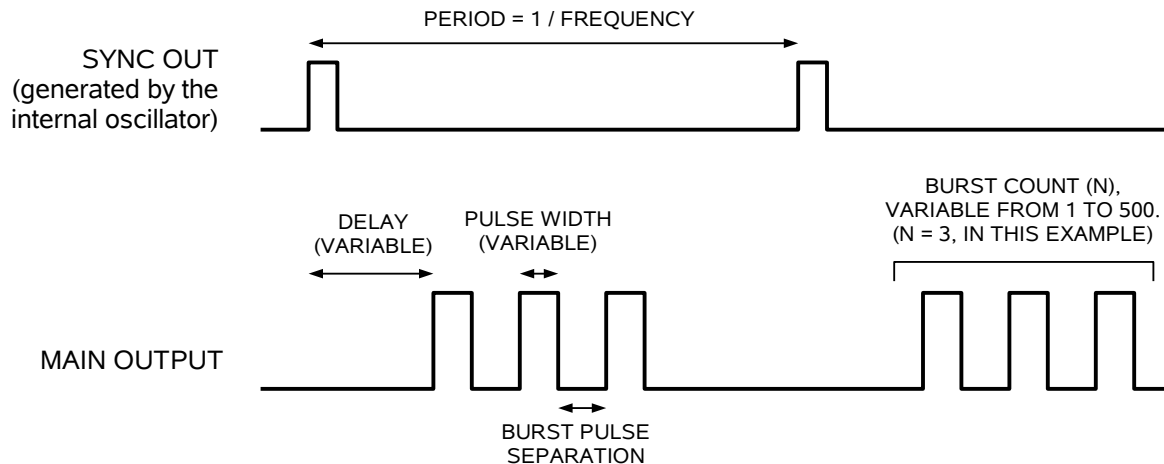 PERIOD = 1 / FREQUENCY
SYNC OUT
(generated by the
internal oscillator)
BURST COUNT (N),
VARIABLE FROM 1 TO 500.
(N = 3, IN THIS EXAMPLE)
DELAY
(VARIABLE)
PULSE WIDTH
(VARIABLE)
MAIN OUTPUT
BURST PULSE
SEPARATION